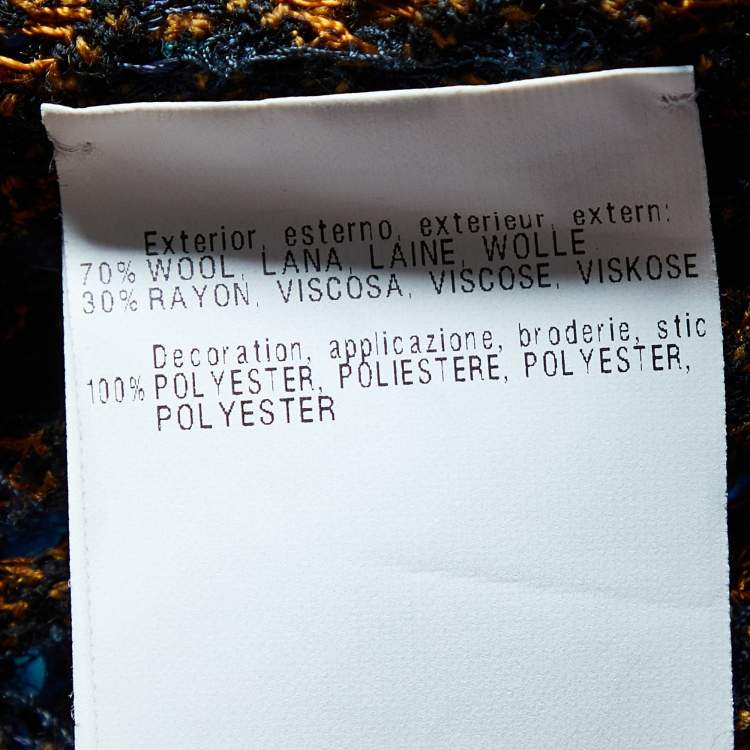 Exterior, esterno, exterieur, extern:
70% WOOL, LANA, LAINE, WOLLE
30% RAYON, VISCOSA, VISCOSE, VISKOSE
Decoration, applicazione, broderie, stic
100% POLYESTER, POLIESTERE, POLYESTER,
POLYESTER